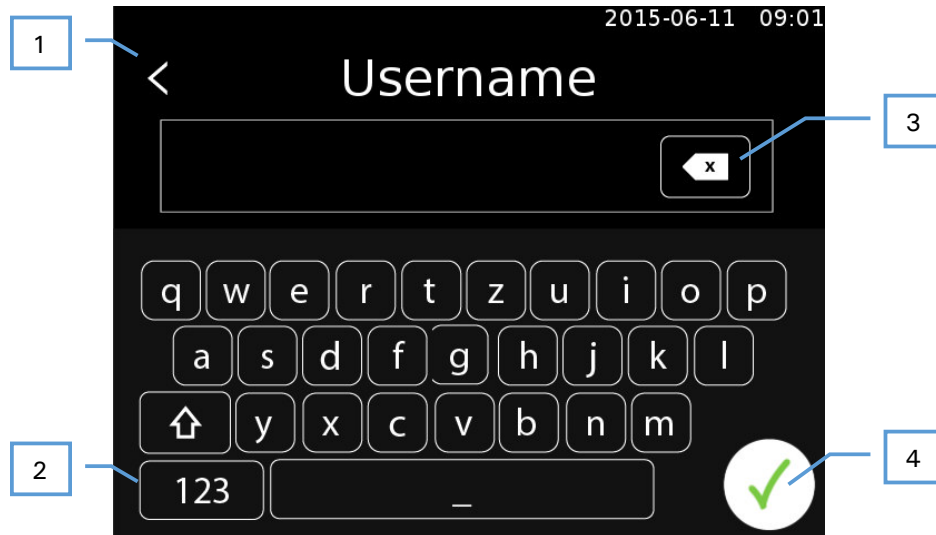 2015-06-11 09:01
1
< Username
3
x
q w e r t z u i o p
a s d f g h j k l
y x c v b n m
2
123 _
4